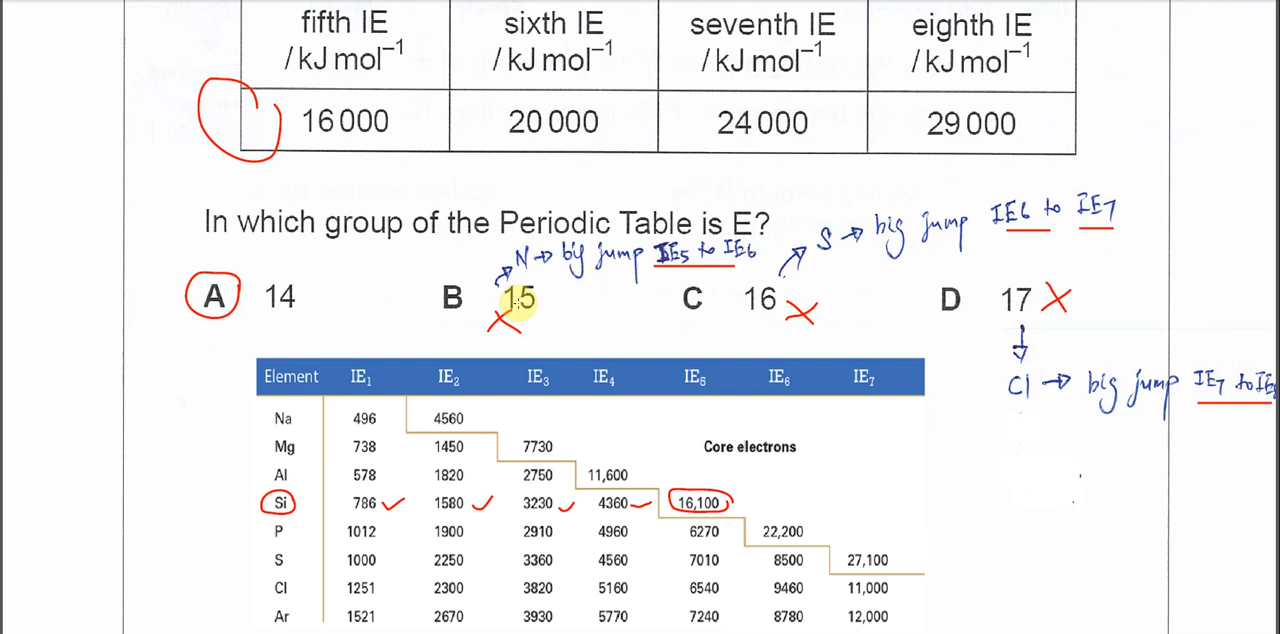 fifth IE sixth IE seventh IE eighth IE
/kJ mol⁻¹ /kJ mol⁻¹ /kJ mol⁻¹ /kJ mol⁻¹
16 000 20 000 24 000 29 000
In which group of the Periodic Table is E?
N → big jump IE5 to IE6
S → big jump IE6 to IE7
A 14 B 15 C 16 D 17
Cl → big jump IE7 to IE8
Element IE₁ IE₂ IE₃ IE₄ IE₅ IE₆ IE₇
Na 496 4560
Mg 738 1450 7730 Core electrons
Al 578 1820 2750 11,600
Si 786 1580 3230 4360 16,100
P 1012 1900 2910 4960 6270 22,200
S 1000 2250 3360 4560 7010 8500 27,100
Cl 1251 2300 3820 5160 6540 9460 11,000
Ar 1521 2670 3930 5770 7240 8780 12,000